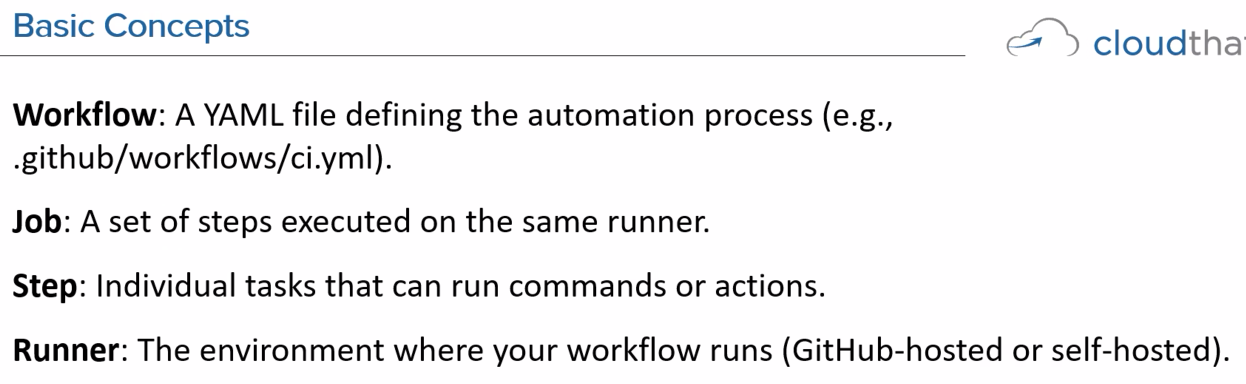 Basic Concepts
cloudtha
Workflow: A YAML file defining the automation process (e.g.,
.github/workflows/ci.yml).
Job: A set of steps executed on the same runner.
Step: Individual tasks that can run commands or actions.
Runner: The environment where your workflow runs (GitHub-hosted or self-hosted).